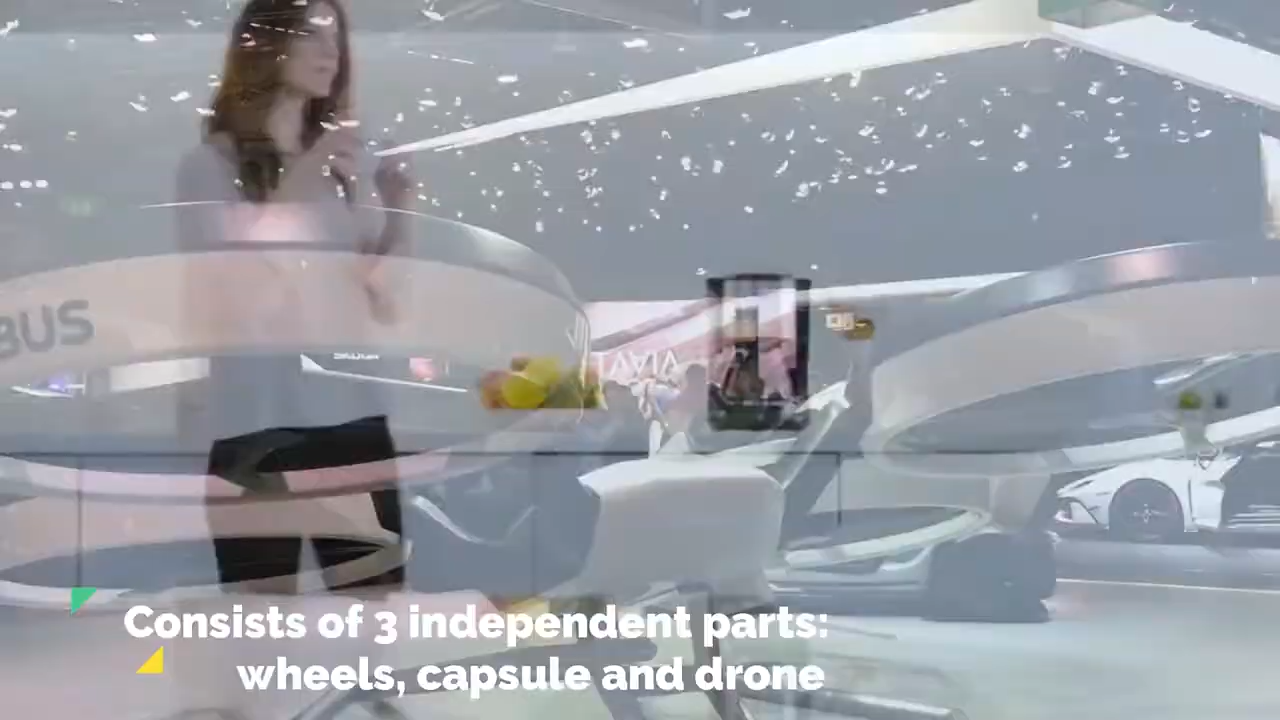 BUS
Consists of 3 independent parts:
wheels, capsule and drone